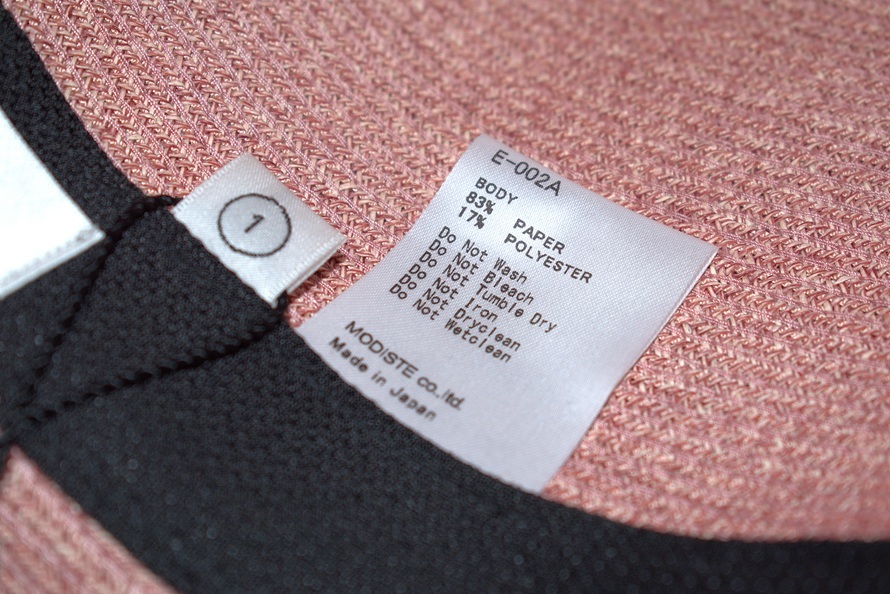 1
E-002A
BODY
83% PAPER
17% POLYESTER
Do Not Wash
Do Not Bleach
Do Not Tumble Dry
Do Not Iron
Do Not Dryclean
Do Not Wetclean
MODiSTE co.,ltd.
Made in Japan